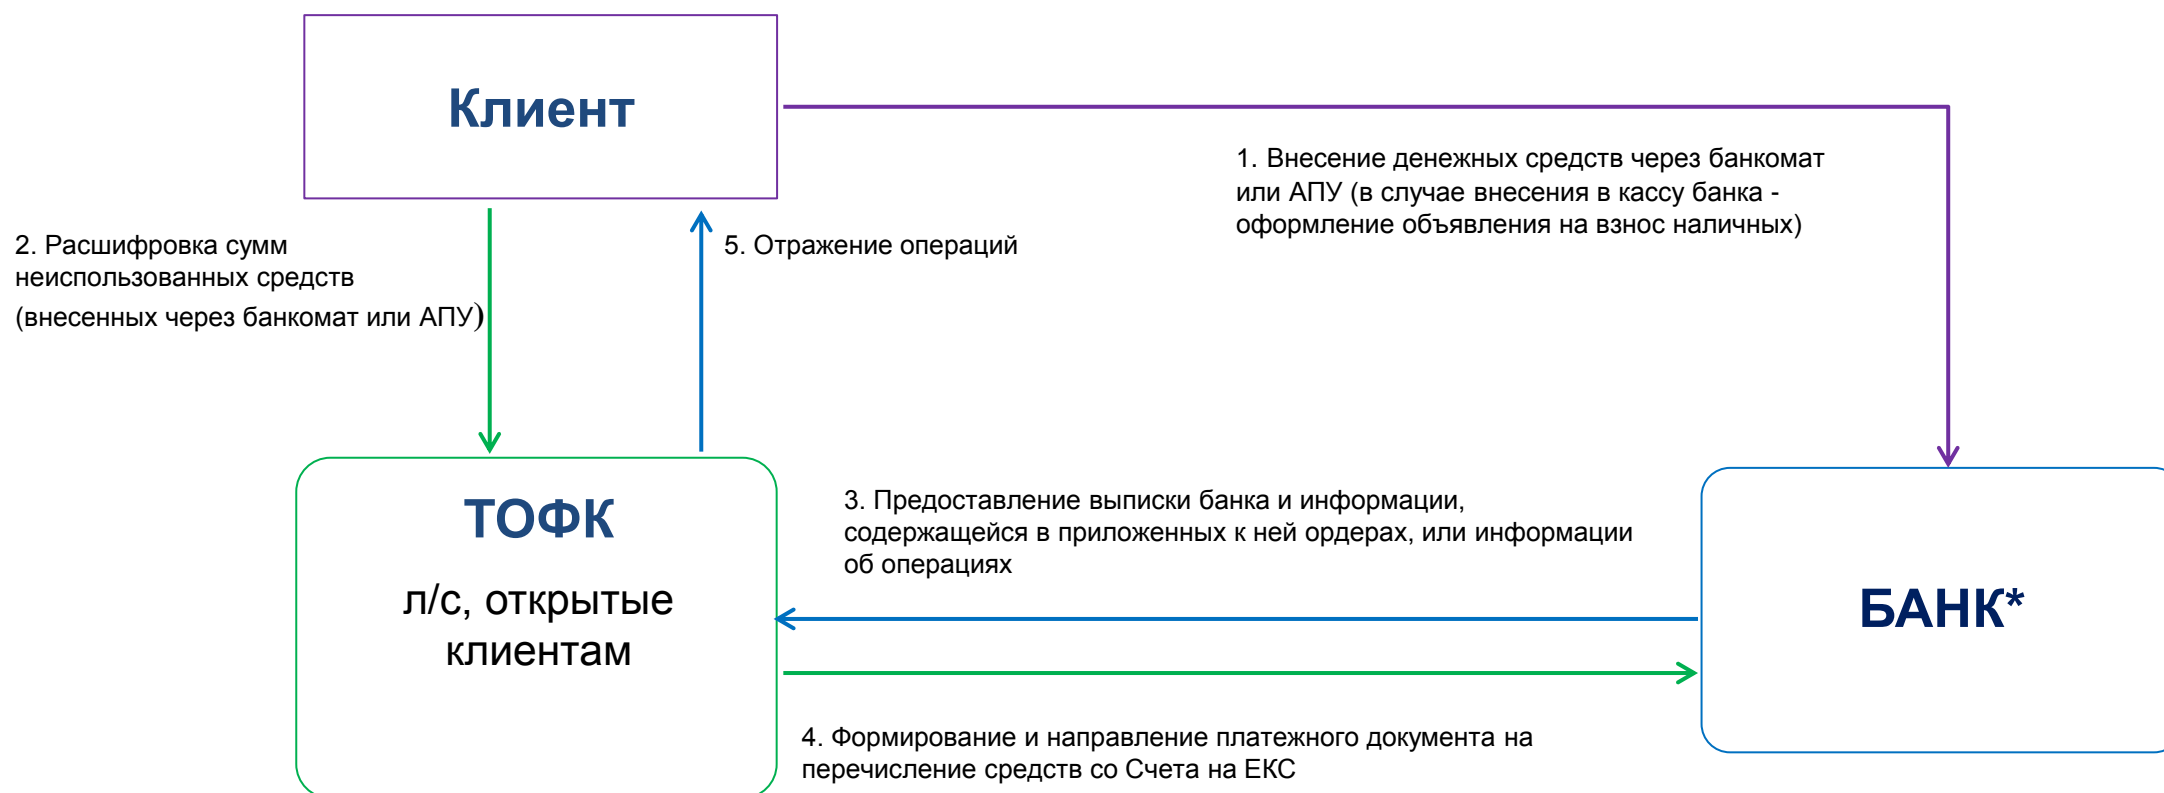 Клиент
1. Внесение денежных средств через банкомат
или АПУ (в случае внесения в кассу банка -
оформление объявления на взнос наличных)
2. Расшифровка сумм
неиспользованных средств
(внесенных через банкомат или АПУ)
5. Отражение операций
ТОФК
л/с, открытые
клиентам
3. Предоставление выписки банка и информации,
содержащейся в приложенных к ней ордерах, или информации
об операциях
БАНК*
4. Формирование и направление платежного документа на
перечисление средств со Счета на ЕКС